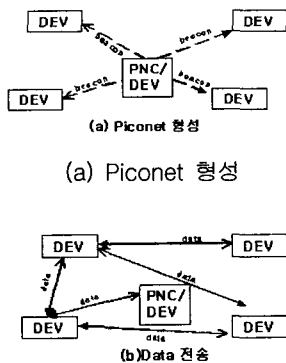 DEV
DEV
beacon
beacon
PNC/
DEV
beacon
beacon
DEV
DEV
(a) Piconet 형성
(a) Piconet 형성
DEV
data
DEV
data
data
data
PNC/
DEV
DEV
data
DEV
(b)Data 전송